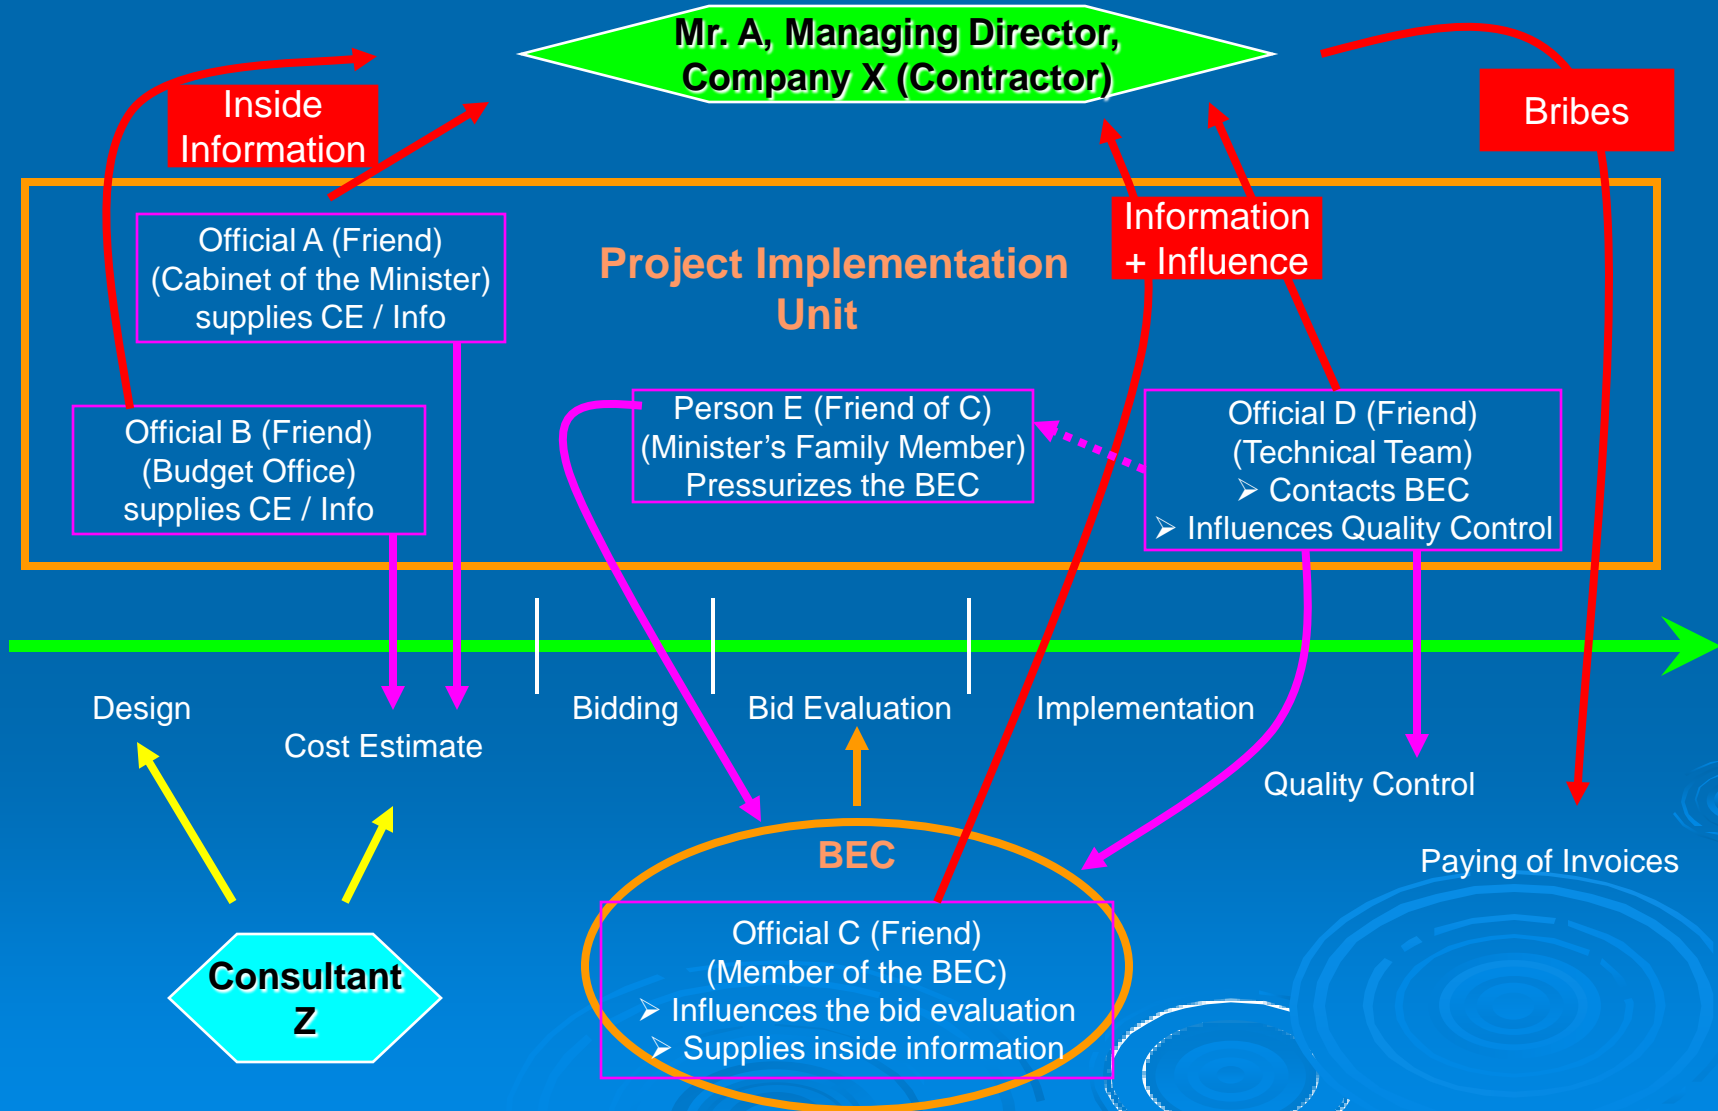 Mr. A, Managing Director,
Company X (Contractor)
Inside
Information
Bribes
Information
+ Influence
Official A (Friend)
(Cabinet of the Minister)
supplies CE / Info
Project Implementation
Unit
Official B (Friend)
(Budget Office)
supplies CE / Info
Person E (Friend of C)
(Minister’s Family Member)
Pressurizes the BEC
Official D (Friend)
(Technical Team)
➢ Contacts BEC
➢ Influences Quality Control
Design
Cost Estimate
Bidding
Bid Evaluation
Implementation
Quality Control
Paying of Invoices
BEC
Official C (Friend)
(Member of the BEC)
➢ Influences the bid evaluation
➢ Supplies inside information
Consultant
Z